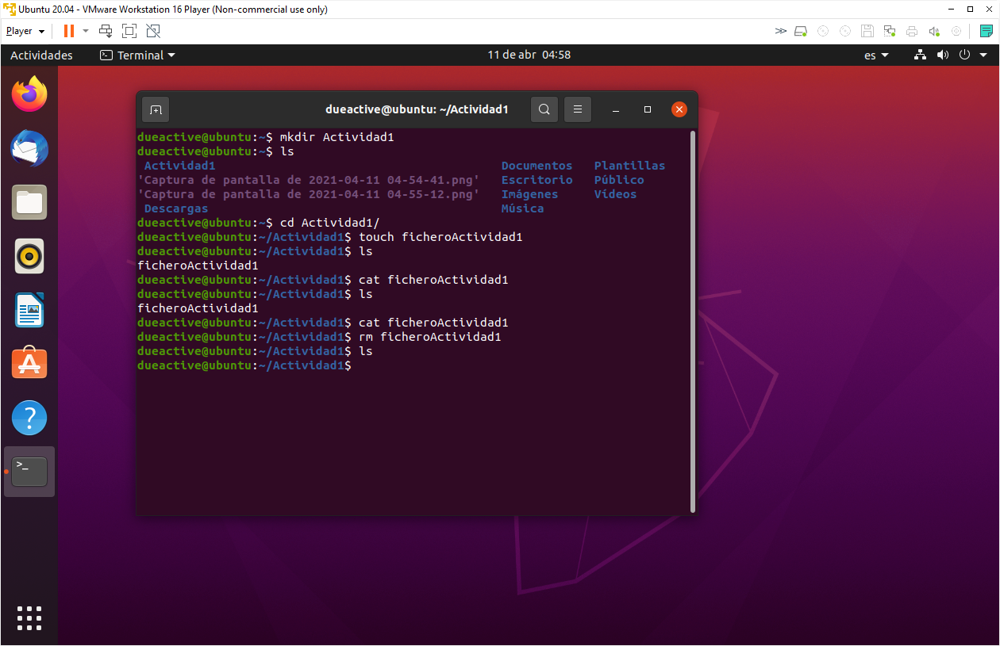 Ubuntu 20.04 - VMware Workstation 16 Player (Non-commercial use only)
Player
Actividades Terminal 11 de abr 04:58 es
dueactive@ubuntu: ~/Actividad1
dueactive@ubuntu:~$ mkdir Actividad1
dueactive@ubuntu:~$ ls
Actividad1 Documentos Plantillas
'Captura de pantalla de 2021-04-11 04-54-41.png' Escritorio Público
'Captura de pantalla de 2021-04-11 04-55-12.png' Imágenes Vídeos
Descargas Música
dueactive@ubuntu:~$ cd Actividad1/
dueactive@ubuntu:~/Actividad1$ touch ficheroActividad1
dueactive@ubuntu:~/Actividad1$ ls
ficheroActividad1
dueactive@ubuntu:~/Actividad1$ cat ficheroActividad1
dueactive@ubuntu:~/Actividad1$ ls
ficheroActividad1
dueactive@ubuntu:~/Actividad1$ cat ficheroActividad1
dueactive@ubuntu:~/Actividad1$ rm ficheroActividad1
dueactive@ubuntu:~/Actividad1$ ls
dueactive@ubuntu:~/Actividad1$